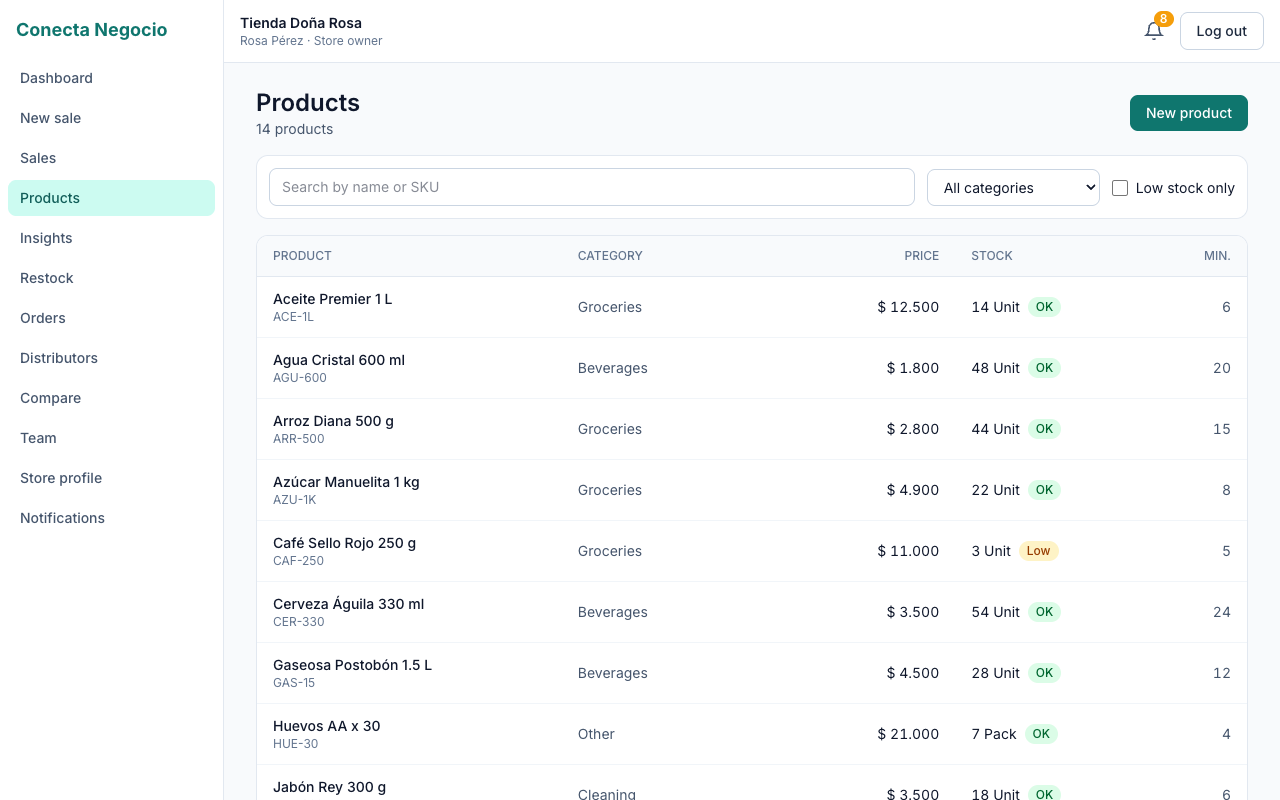 Conecta Negocio
Dashboard
New sale
Sales
Products
Insights
Restock
Orders
Distributors
Compare
Team
Store profile
Notifications
Tienda Doña Rosa
Rosa Pérez · Store owner
8
Log out
Products
14 products
New product
Search by name or SKU
All categories
Low stock only
PRODUCT CATEGORY PRICE STOCK MIN.
Aceite Premier 1 L
ACE-1L
Groceries $ 12.500 14 Unit OK 6
Agua Cristal 600 ml
AGU-600
Beverages $ 1.800 48 Unit OK 20
Arroz Diana 500 g
ARR-500
Groceries $ 2.800 44 Unit OK 15
Azúcar Manuelita 1 kg
AZU-1K
Groceries $ 4.900 22 Unit OK 8
Café Sello Rojo 250 g
CAF-250
Groceries $ 11.000 3 Unit Low 5
Cerveza Águila 330 ml
CER-330
Beverages $ 3.500 54 Unit OK 24
Gaseosa Postobón 1.5 L
GAS-15
Beverages $ 4.500 28 Unit OK 12
Huevos AA x 30
HUE-30
Other $ 21.000 7 Pack OK 4
Jabón Rey 300 g
Cleaning $ 3.500 18 Unit OK 6